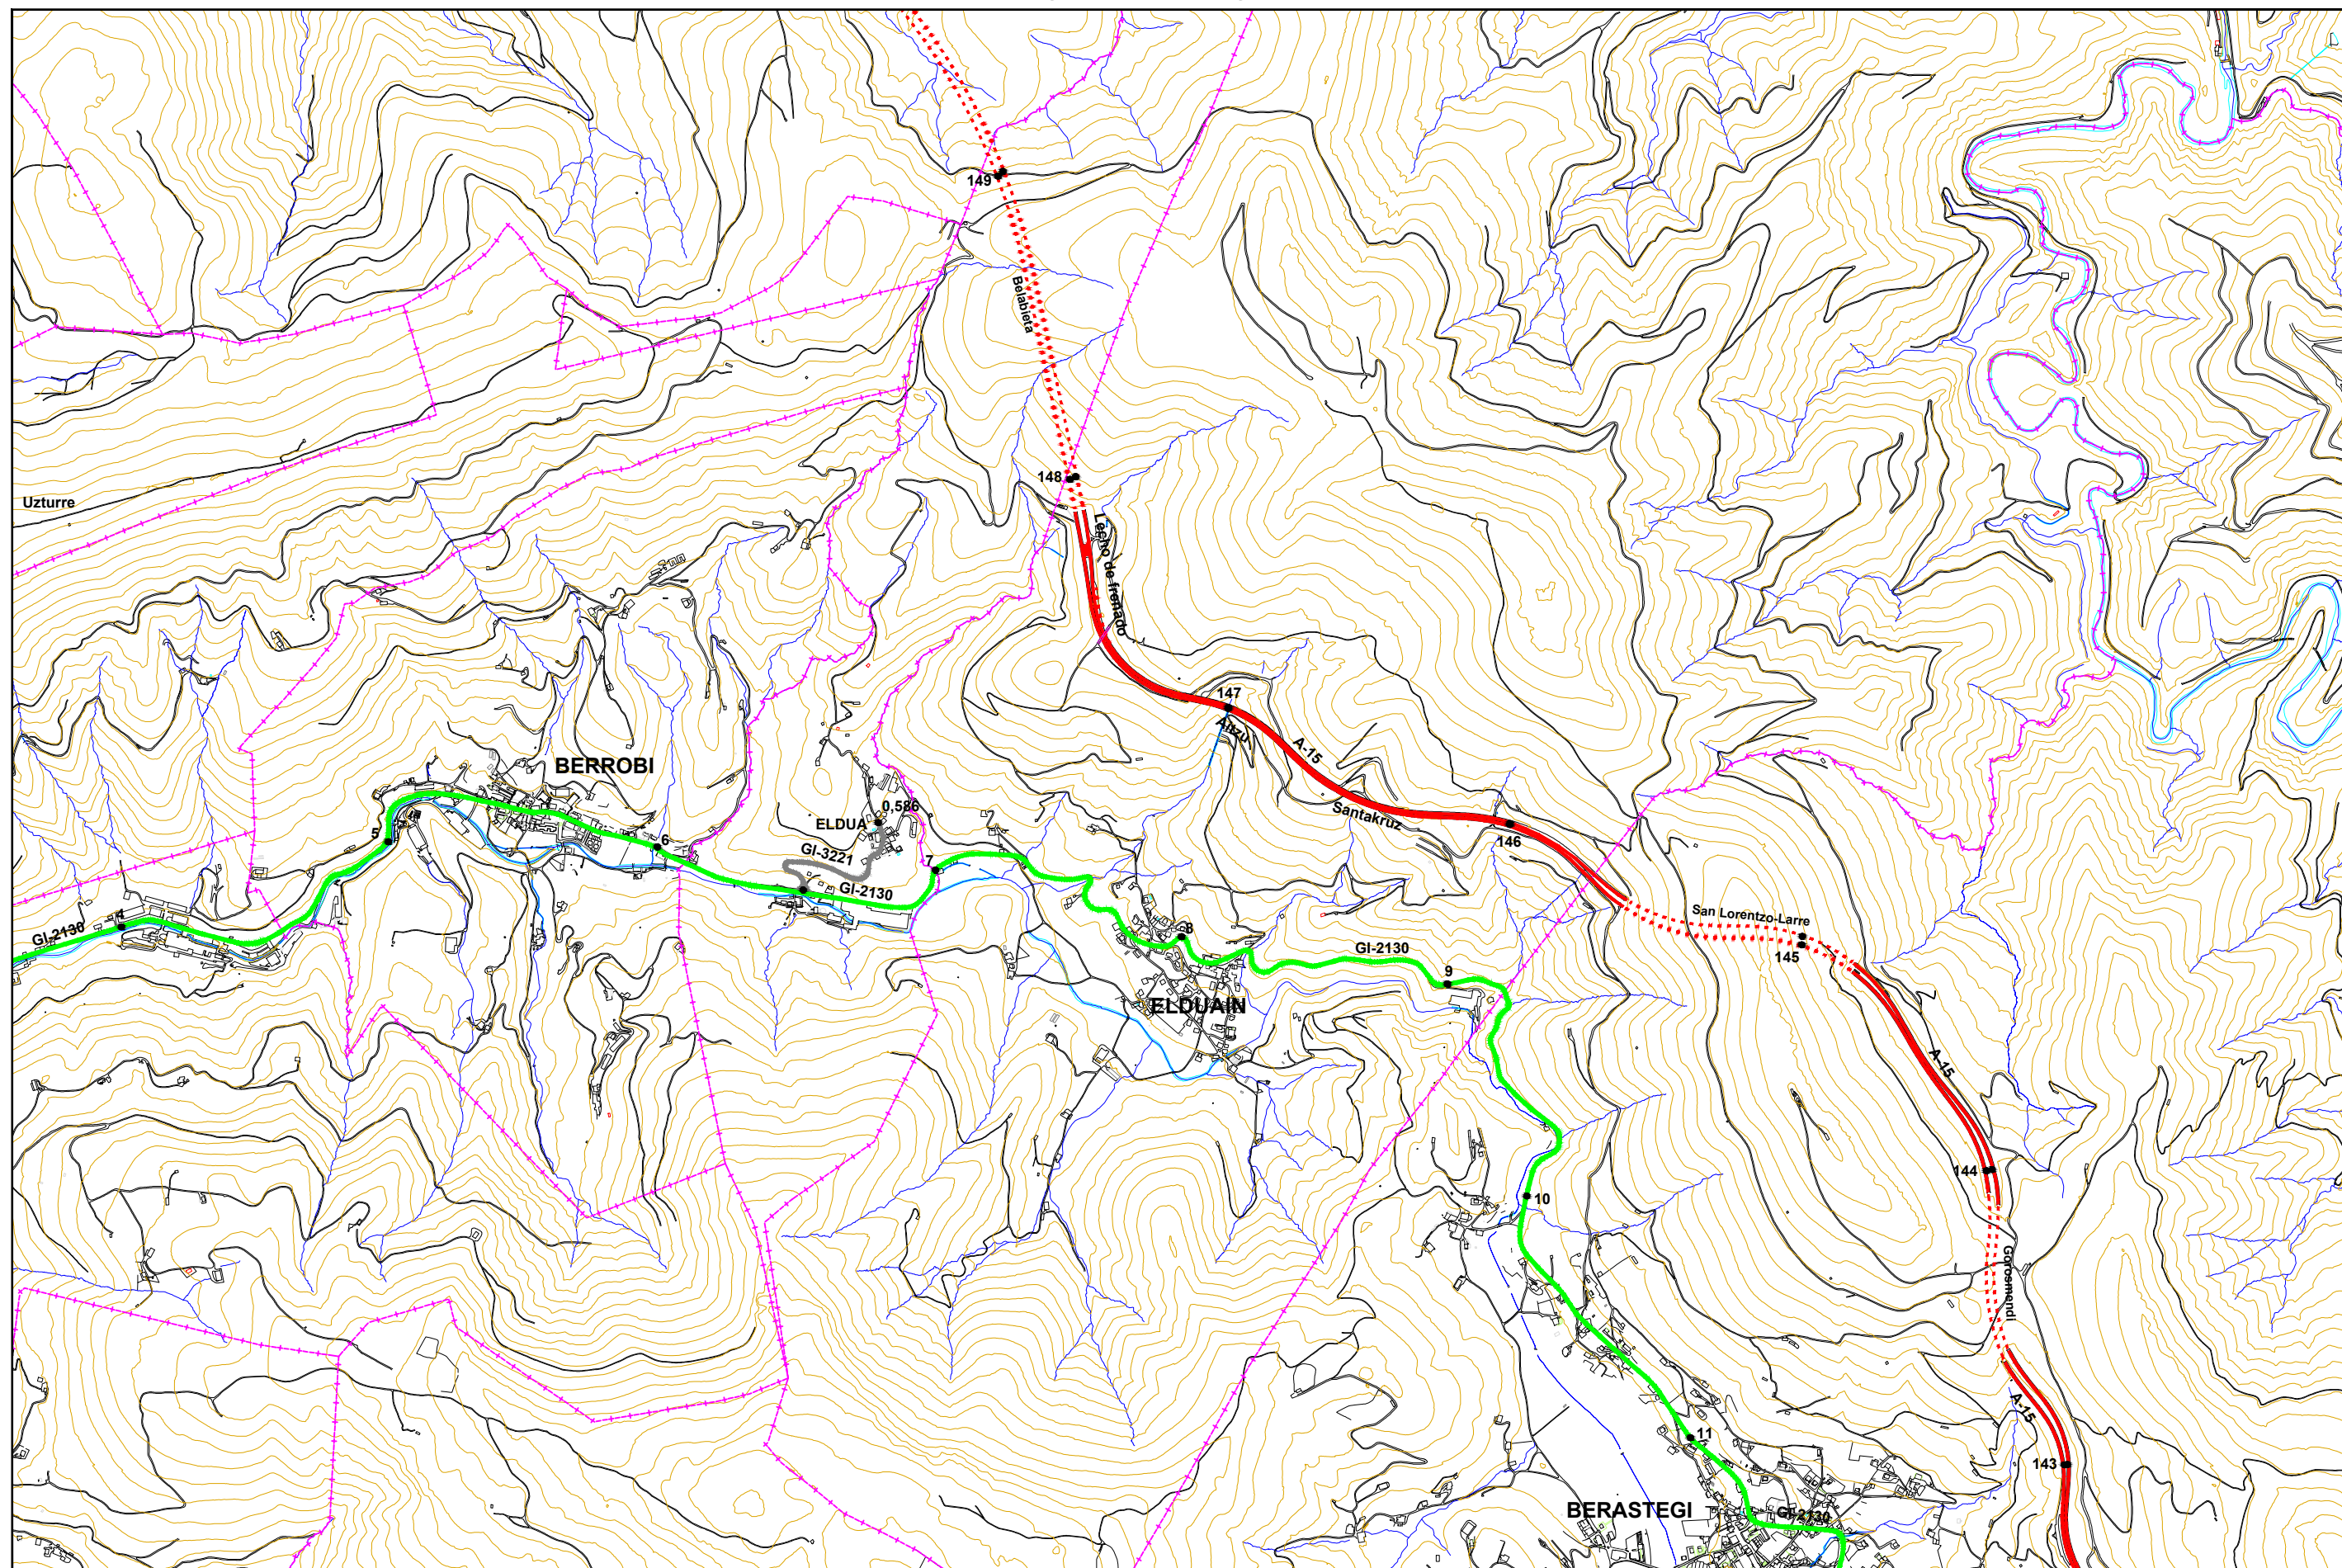 149
Belabieta
148
Uzturre
Lecho de frenado
147
Aitzu
A-15
BERROBI
0.586
ELDUA
Santakruz
5
6
146
GI-3221
7
GI-2130
4
GI-2130
San Lorentzo-Larre
8
GI-2130
145
9
ELDUAIN
A-15
144
10
Gorosmendi
A-15
11
143
BERASTEGI
GI-2130